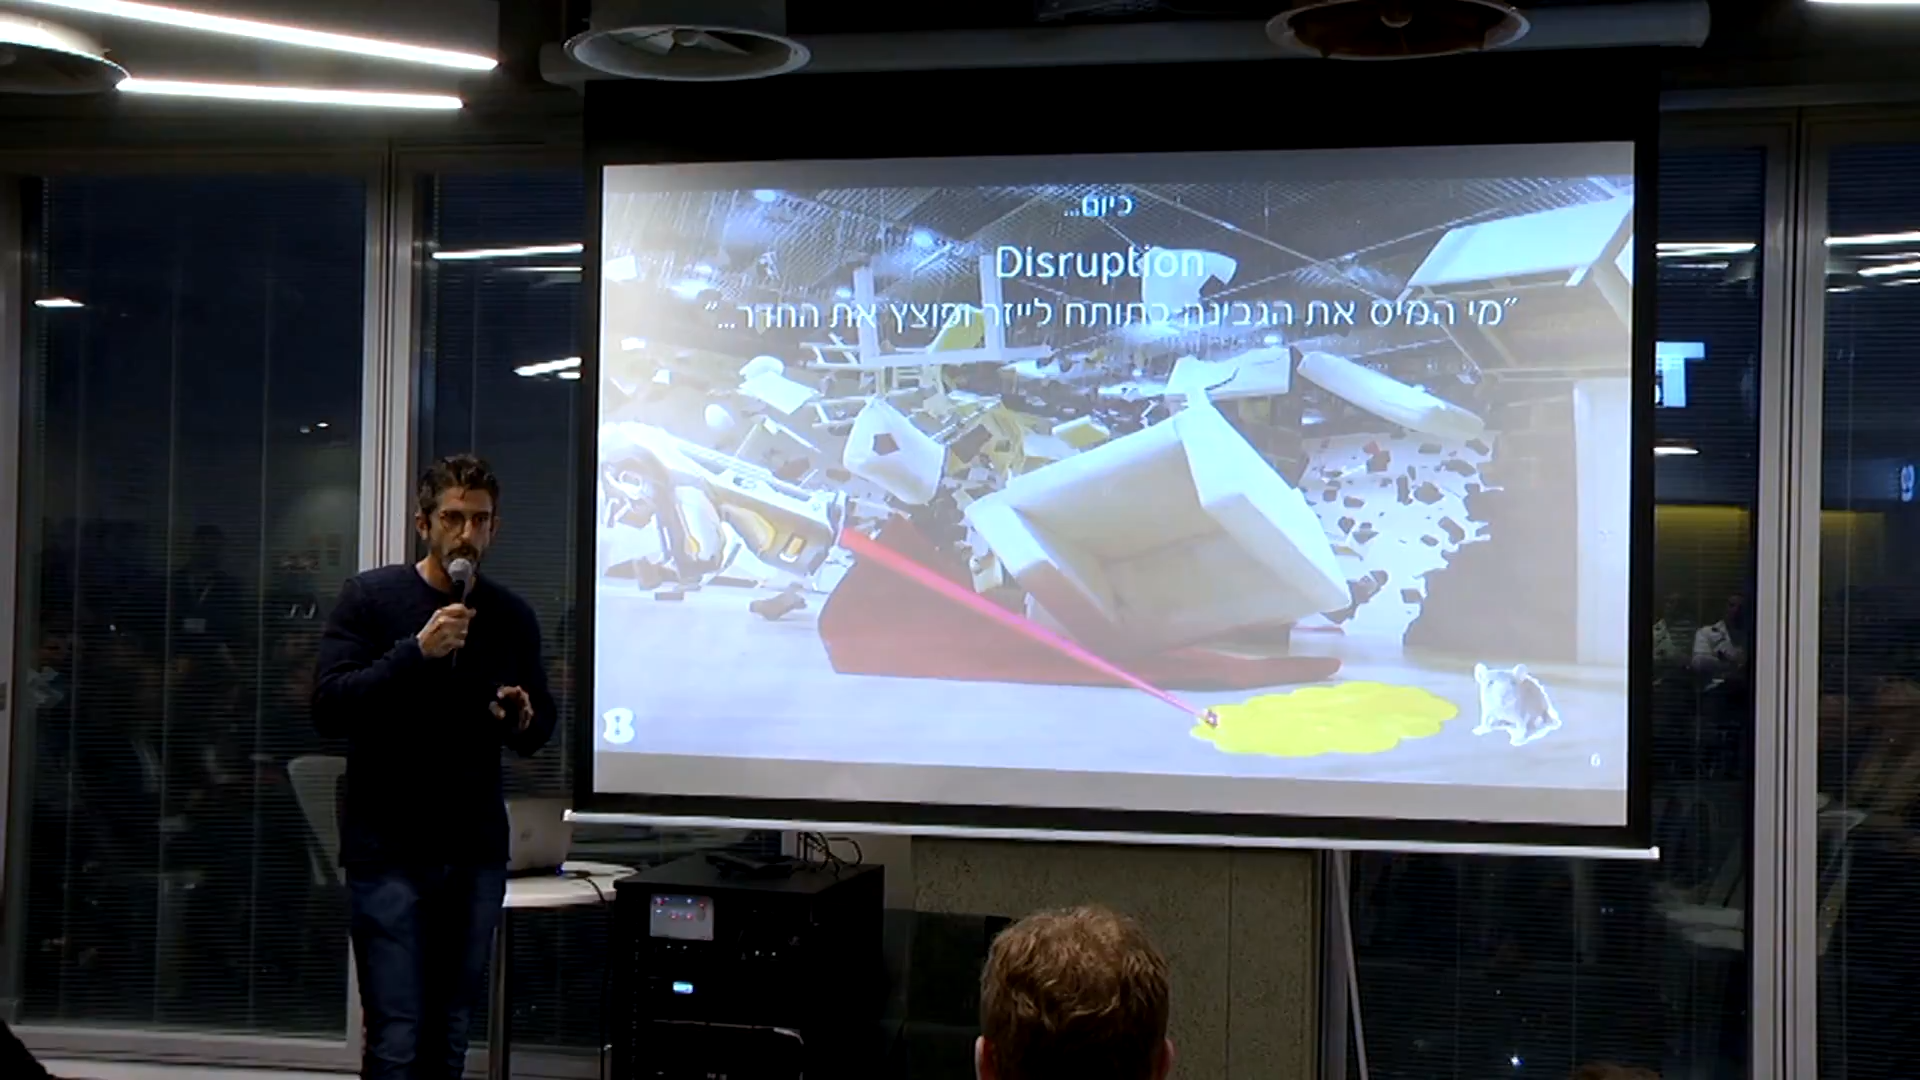 כיום...
Disruption
"מי המיס את הגבינה בתותח לייזר ופוצץ את החדר..."
B
6